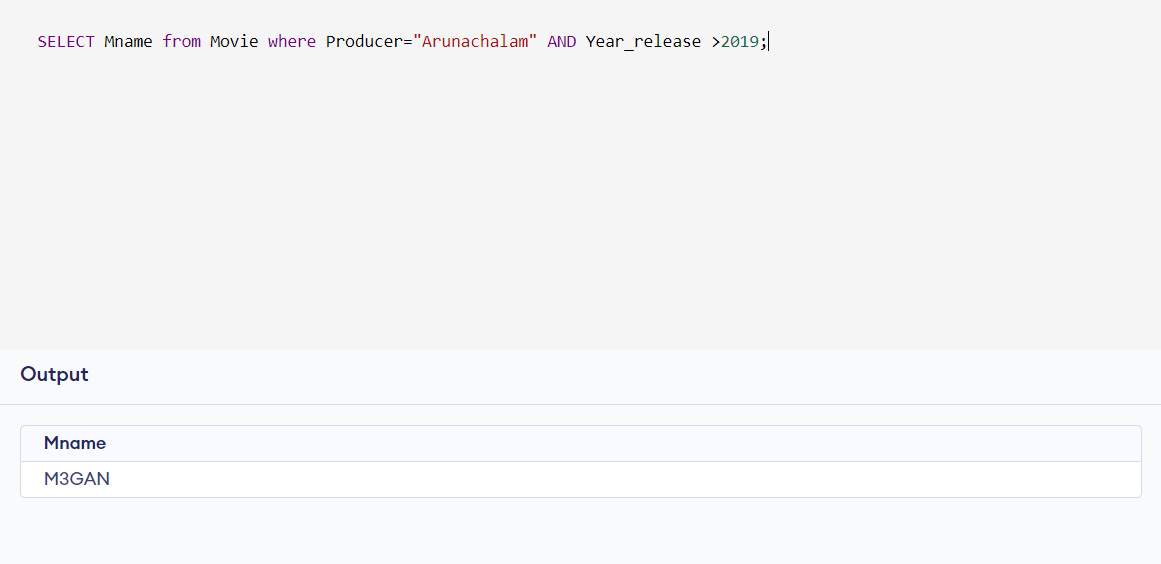 SELECT Mname from Movie where Producer="Arunachalam" AND Year_release >2019;
Output
Mname
M3GAN